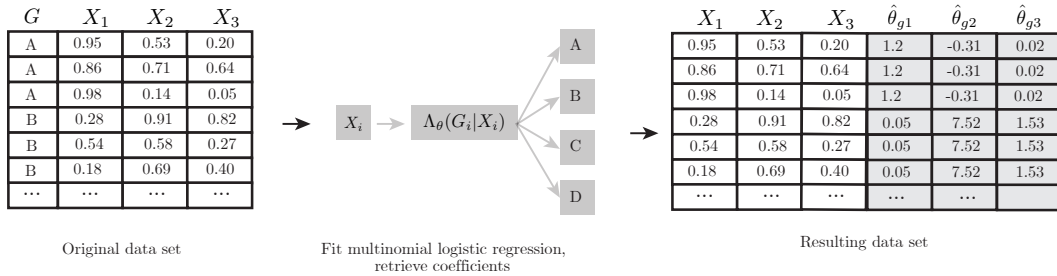 G X₁ X₂ X₃
A 0.95 0.53 0.20
A 0.86 0.71 0.64
A 0.98 0.14 0.05
B 0.28 0.91 0.82
B 0.54 0.58 0.27
B 0.18 0.69 0.40
... ... ... ...
Original data set
Xᵢ
Λ_θ(Gᵢ|Xᵢ)
A
B
C
D
Fit multinomial logistic regression,
retrieve coefficients
X₁ X₂ X₃ θ̂_g1 θ̂_g2 θ̂_g3
0.95 0.53 0.20 1.2 -0.31 0.02
0.86 0.71 0.64 1.2 -0.31 0.02
0.98 0.14 0.05 1.2 -0.31 0.02
0.28 0.91 0.82 0.05 7.52 1.53
0.54 0.58 0.27 0.05 7.52 1.53
0.18 0.69 0.40 0.05 7.52 1.53
... ... ... ... ...
Resulting data set